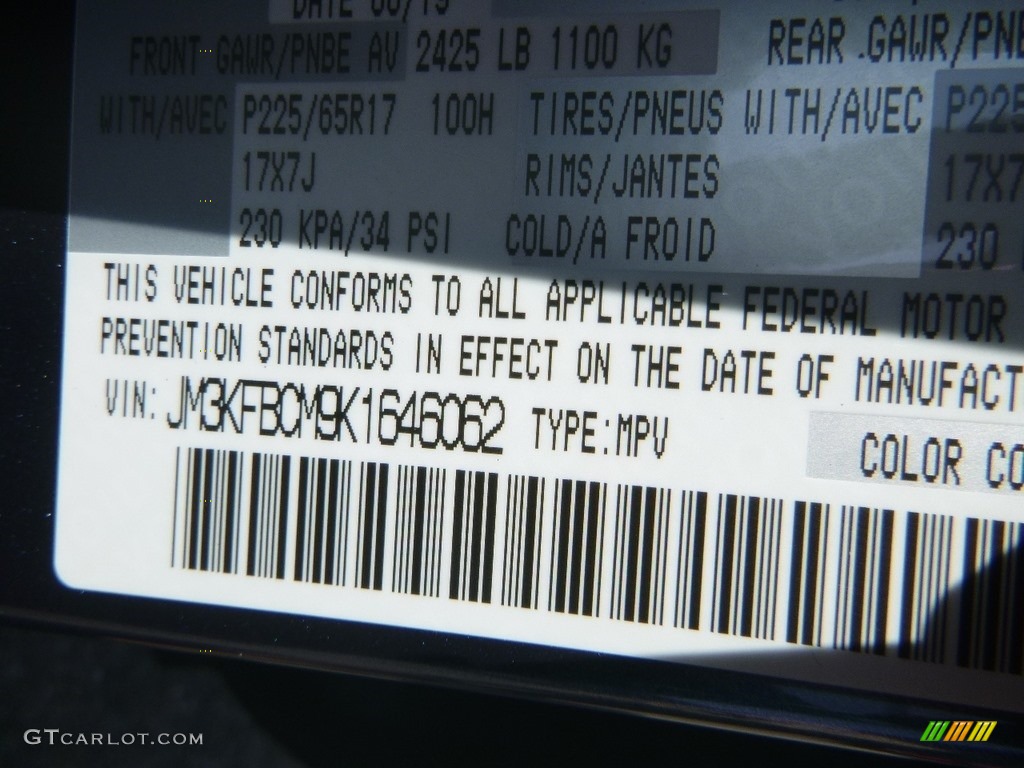 DATE 06/19
FRONT GAWR/PNBE AV 2425 LB 1100 KG REAR GAWR/PNB
WITH/AVEC P225/65R17 100H TIRES/PNEUS WITH/AVEC P225
17X7J RIMS/JANTES 17X7
230 KPA/34 PSI COLD/A FROID 230
THIS VEHICLE CONFORMS TO ALL APPLICABLE FEDERAL MOTOR
PREVENTION STANDARDS IN EFFECT ON THE DATE OF MANUFACT
VIN: JM3KFBCM9K1646062 TYPE:MPV COLOR CO
GTCARLOT.COM